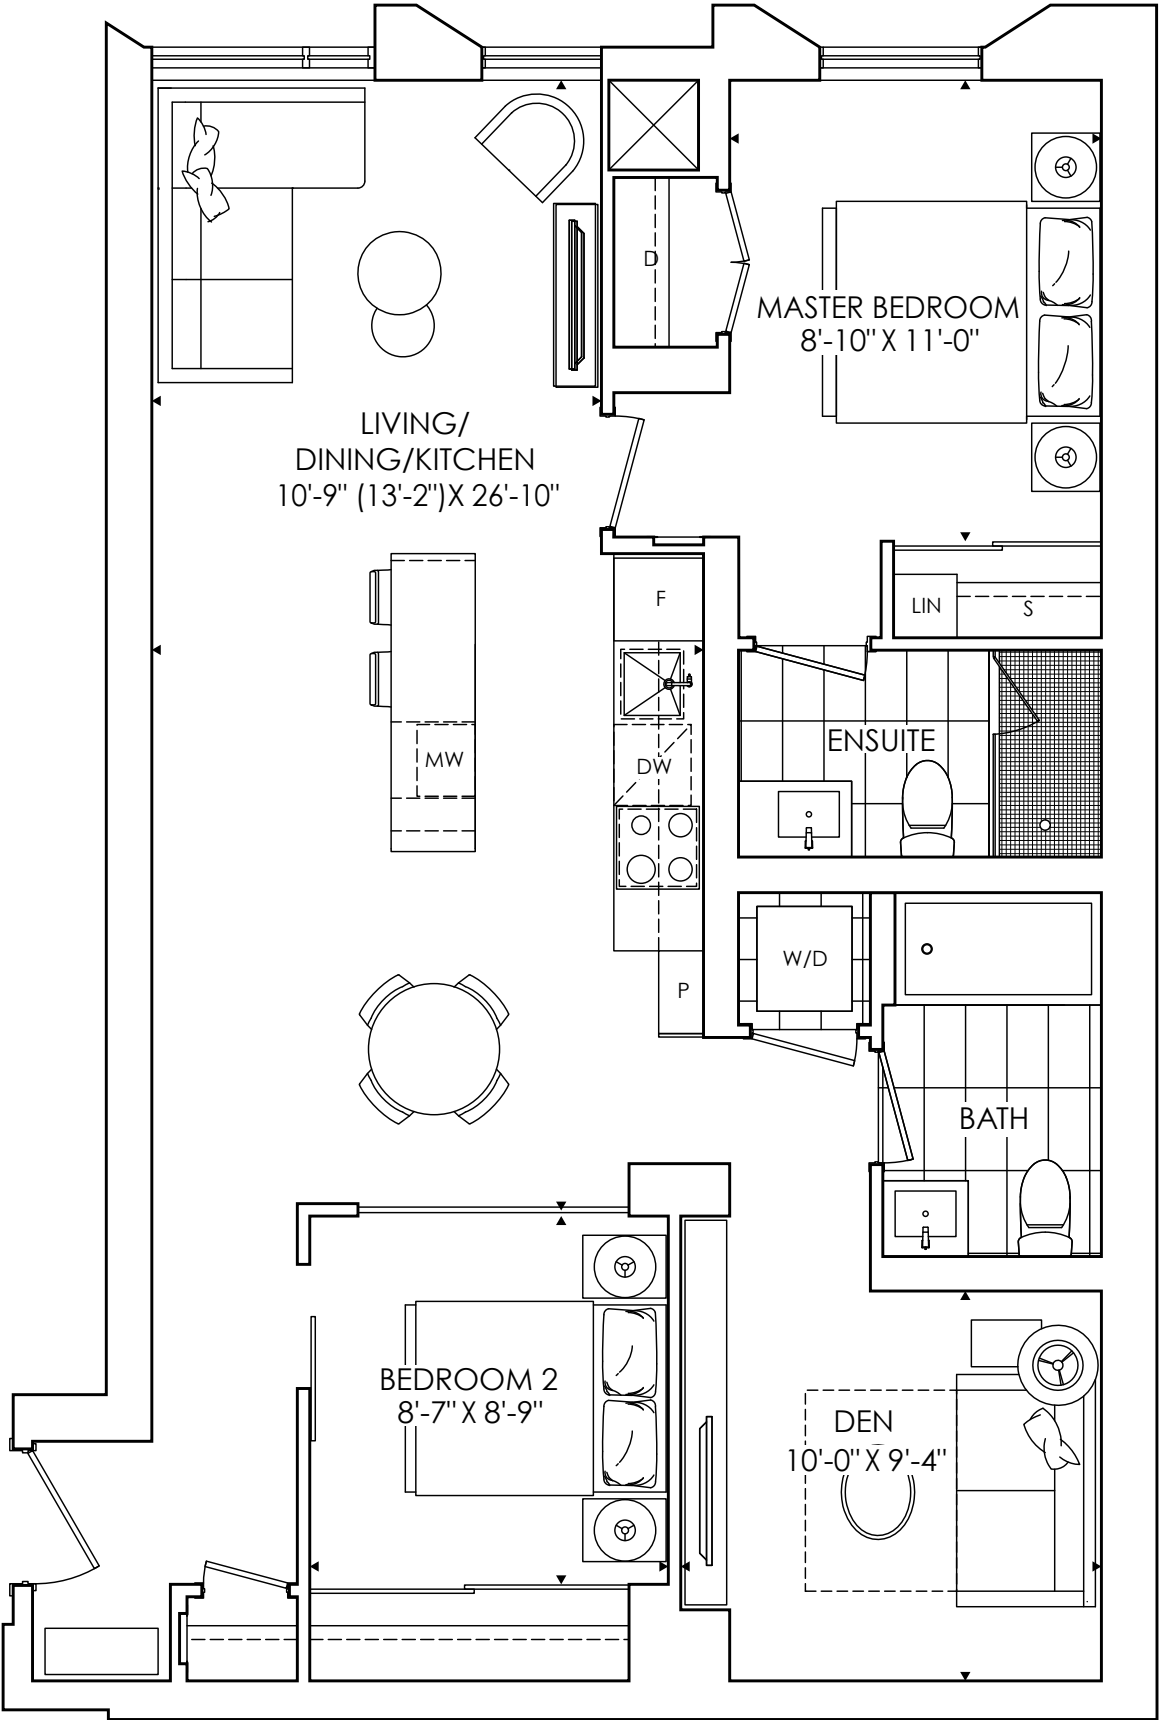 D
MASTER BEDROOM
8'-10" X 11'-0"
LIVING/
DINING/KITCHEN
10'-9" (13'-2") X 26'-10"
F
LIN
S
ENSUITE
MW
DW
W/D
P
BATH
BEDROOM 2
8'-7" X 8'-9"
DEN
10'-0" X 9'-4"